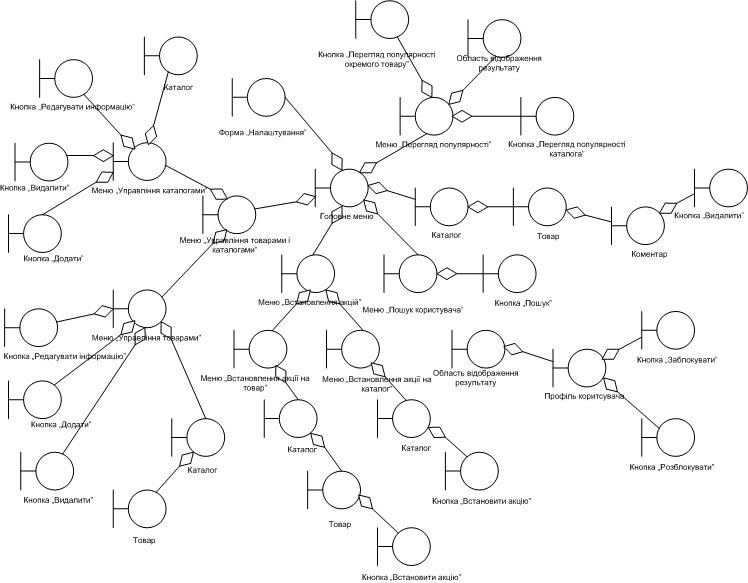 Кнопка „Перегляд популярності
окремого товару"
Область відображення
результату
Каталог
Кнопка „Редагувати информацію"
Форма „Налаштування"
Меню „Перегляд популярності"
Кнопка „Перегляд популярності
каталога"
Кнопка „Видалити"
Меню „Управління каталогами"
Головне меню
Кнопка „Видалити"
Каталог
Товар
Меню „Управління товарами і
каталогами"
Коментар
Кнопка „Додати"
Меню „Встановлення акцій"
Меню „Пошук користувача"
Кнопка „Пошук"
Меню „Управління товарами"
Кнопка „Редагувати інформацію"
Меню „Встановлення акції на
товар"
Меню „Встановлення акції на
каталог"
Область відображення
результату
Кнопка „Заблокувати"
Профіль коритсувача
Кнопка „Додати"
Каталог
Каталог
Каталог
Кнопка „Розблокувати"
Кнопка „Видалити"
Кнопка „Встановити акцію"
Товар
Товар
Кнопка „Встановити акцію"